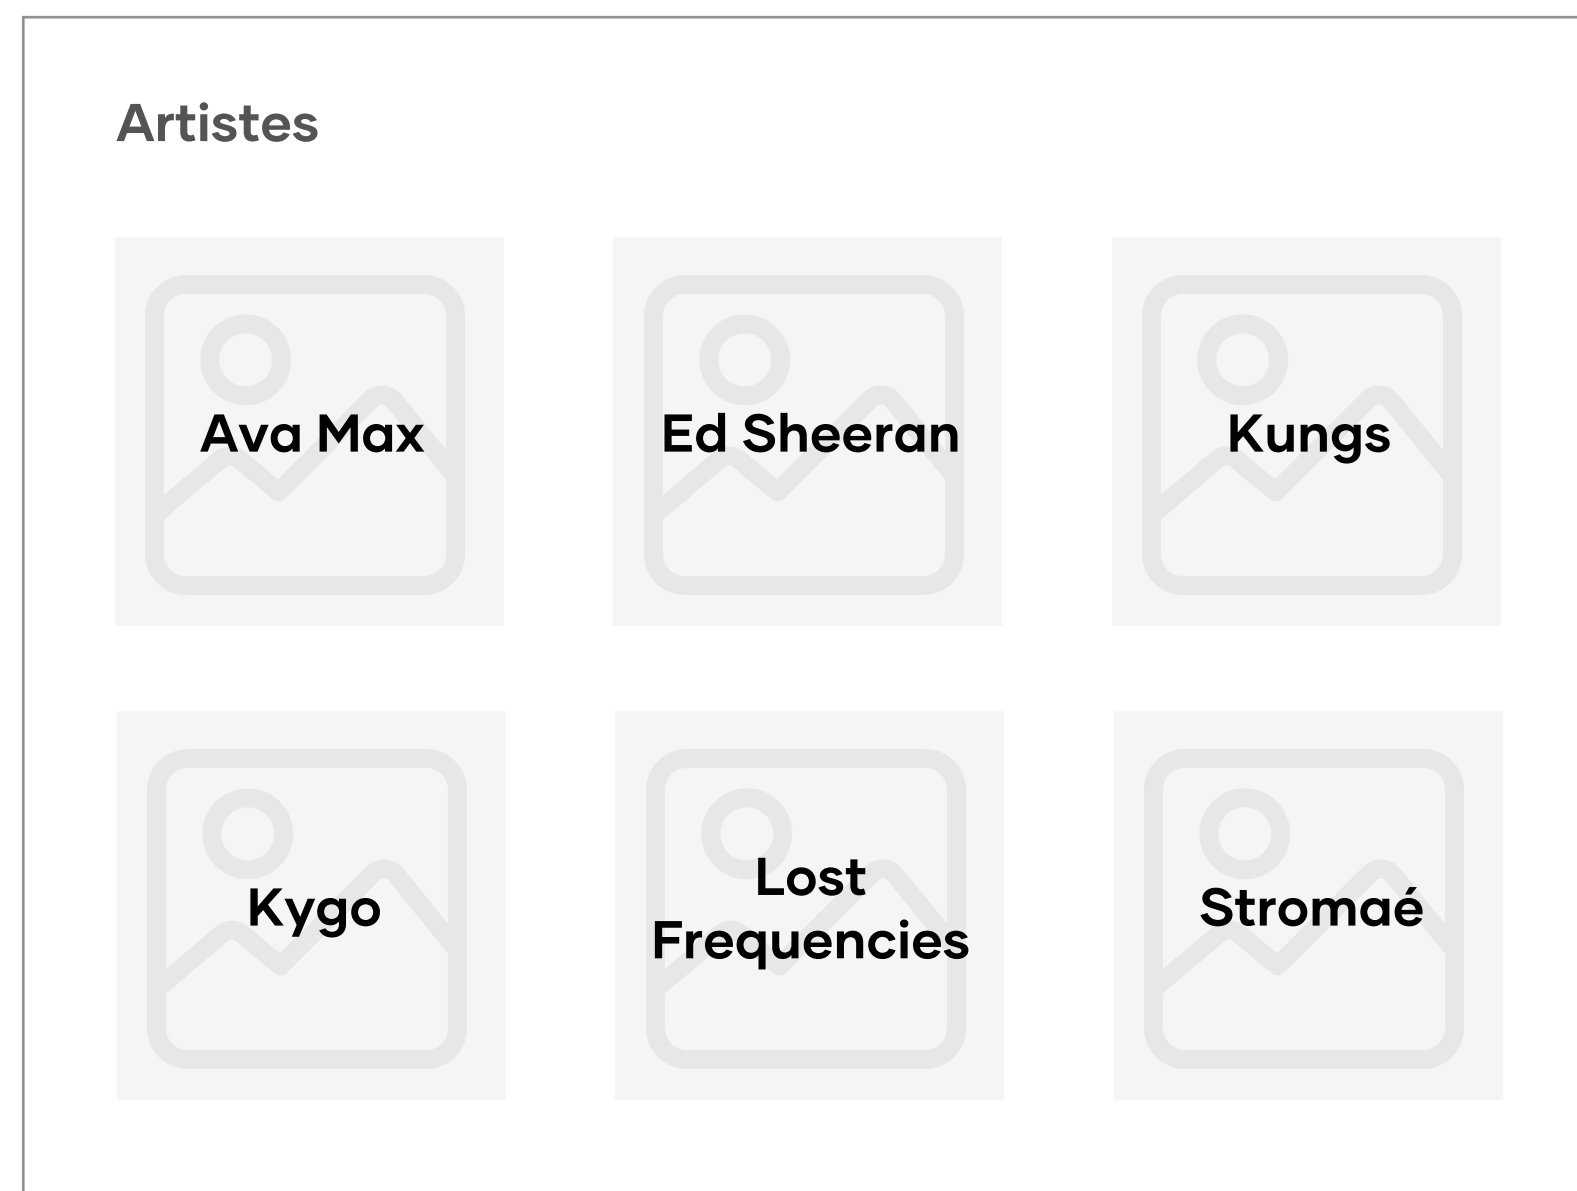 Artistes
Ava Max
Ed Sheeran
Kungs
Kygo
Lost
Frequencies
Stromaé